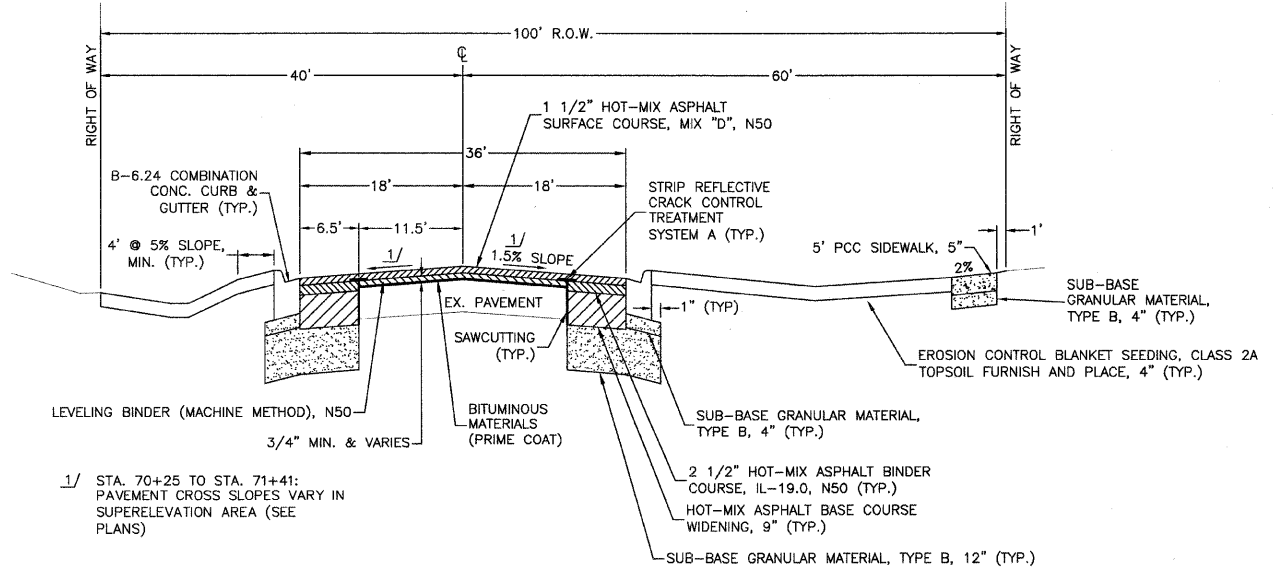 100' R.O.W.
℄
40'
60'
RIGHT OF WAY
RIGHT OF WAY
1 1/2" HOT-MIX ASPHALT
SURFACE COURSE, MIX "D", N50
36'
B-6.24 COMBINATION
CONC. CURB &
GUTTER (TYP.)
18'
18'
STRIP REFLECTIVE
CRACK CONTROL
TREATMENT
SYSTEM A (TYP.)
6.5'
11.5'
4' @ 5% SLOPE,
MIN. (TYP.)
1/
1/
1.5% SLOPE
5' PCC SIDEWALK, 5"
1'
2%
SUB-BASE
GRANULAR MATERIAL,
TYPE B, 4" (TYP.)
EX. PAVEMENT
1" (TYP)
SAWCUTTING
(TYP.)
EROSION CONTROL BLANKET SEEDING, CLASS 2A
TOPSOIL FURNISH AND PLACE, 4" (TYP.)
LEVELING BINDER (MACHINE METHOD), N50
BITUMINOUS
MATERIALS
(PRIME COAT)
SUB-BASE GRANULAR MATERIAL,
TYPE B, 4" (TYP.)
3/4" MIN. & VARIES
2 1/2" HOT-MIX ASPHALT BINDER
COURSE, IL-19.0, N50 (TYP.)
1/ STA. 70+25 TO STA. 71+41:
PAVEMENT CROSS SLOPES VARY IN
SUPERELEVATION AREA (SEE
PLANS)
HOT-MIX ASPHALT BASE COURSE
WIDENING, 9" (TYP.)
SUB-BASE GRANULAR MATERIAL, TYPE B, 12" (TYP.)